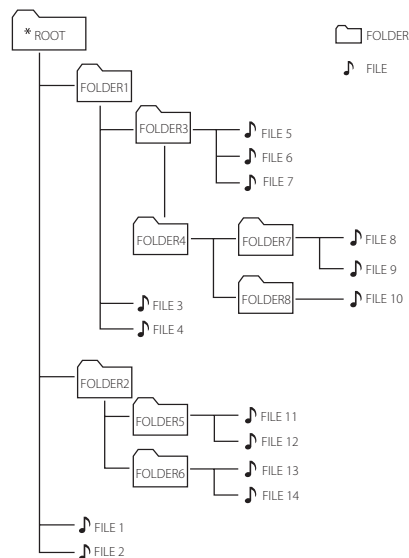 * ROOT
FOLDER
FILE
FOLDER1
FOLDER3
FILE 5
FILE 6
FILE 7
FOLDER4
FOLDER7
FILE 8
FILE 9
FOLDER8
FILE 10
FILE 3
FILE 4
FOLDER2
FOLDER5
FILE 11
FILE 12
FOLDER6
FILE 13
FILE 14
FILE 1
FILE 2